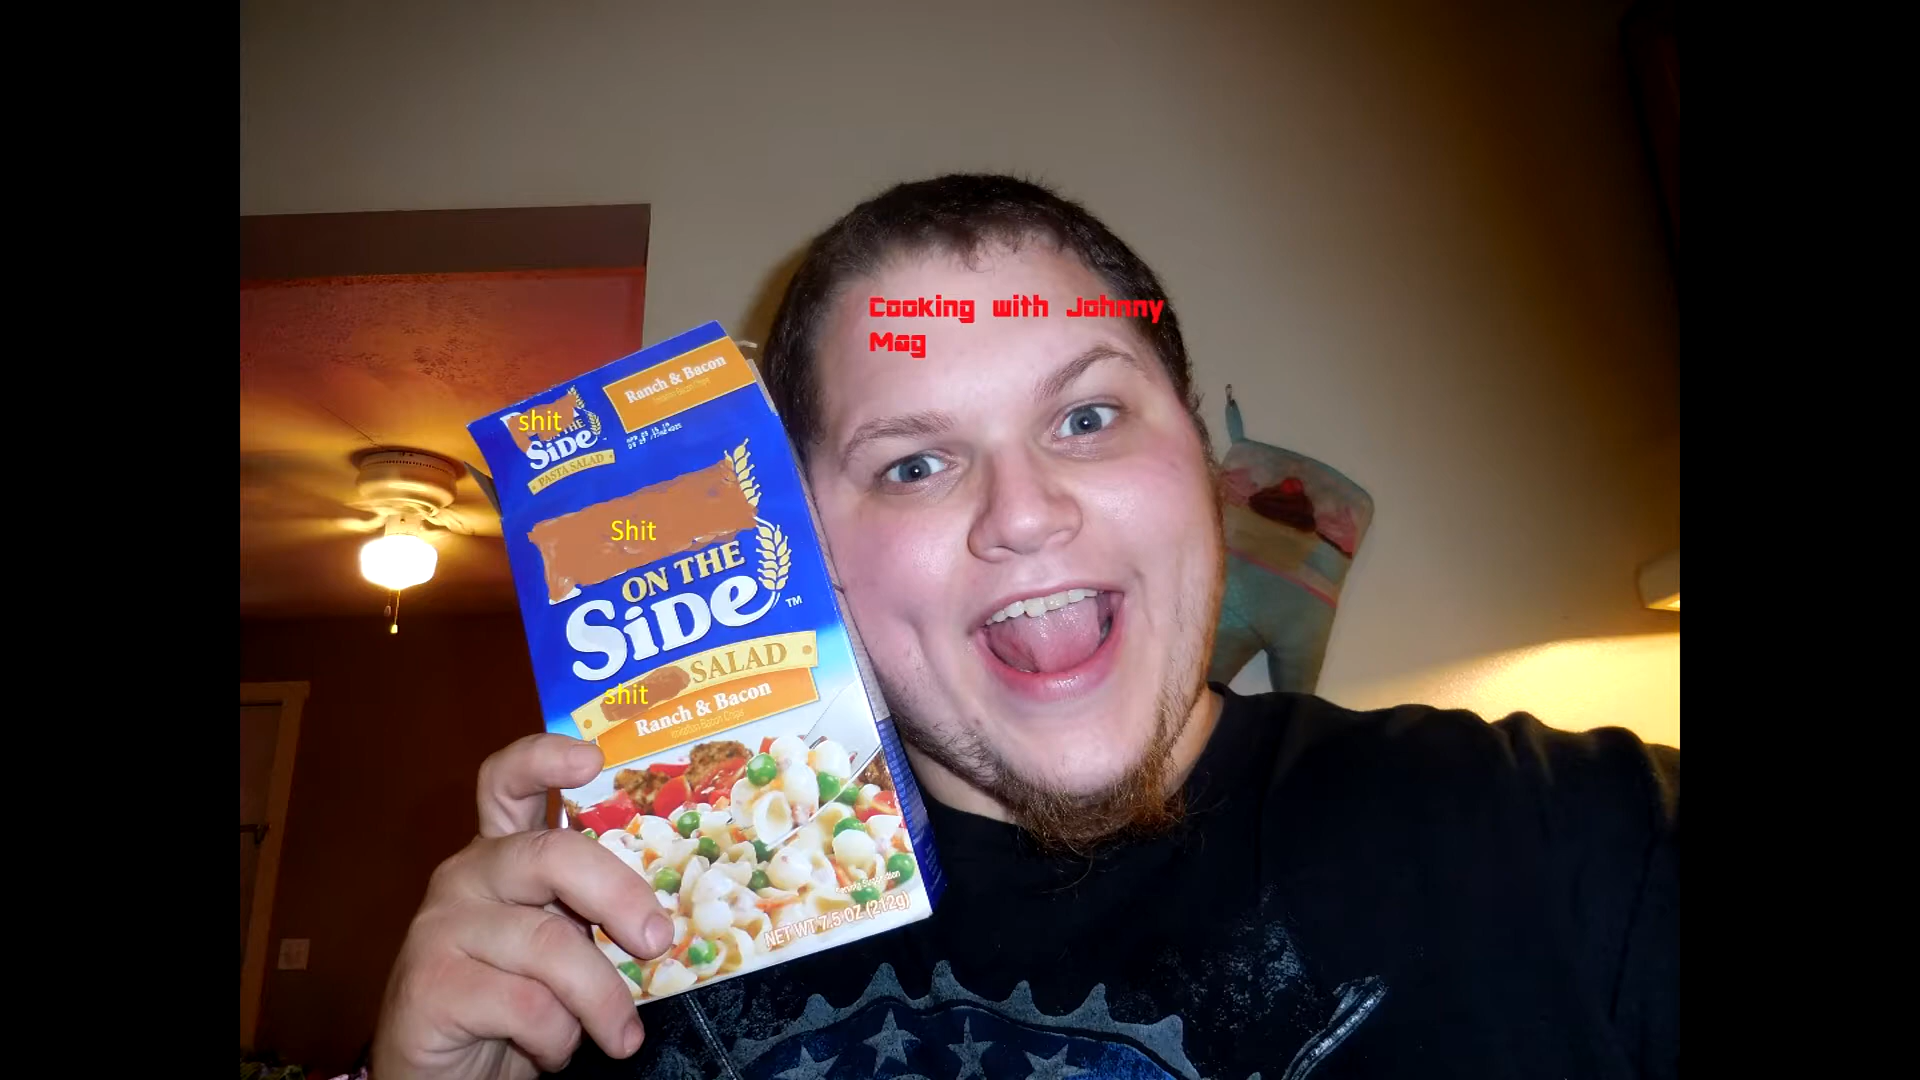 Cooking with Johnny
Mag
Ranch & Bacon
shit
ON THE
SiDe
PASTA SALAD
Shit
ON THE
SiDe
TM
SALAD
shit
Ranch & Bacon
NET WT 7.5 OZ (212g)